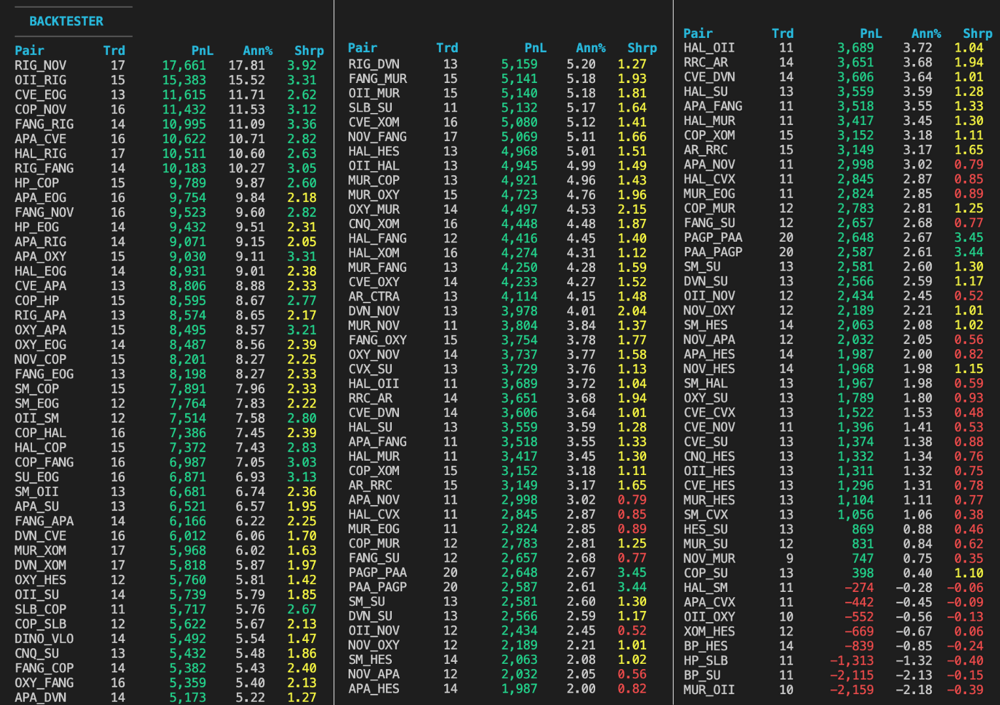 BACKTESTER
Pair Trd PnL Ann% Shrp
RIG_NOV 17 17,661 17.81 3.92
OII_RIG 15 15,383 15.52 3.31
CVE_EOG 13 11,615 11.71 2.62
COP_NOV 16 11,432 11.53 3.12
FANG_RIG 14 10,995 11.09 3.36
APA_CVE 16 10,622 10.71 2.82
HAL_RIG 17 10,511 10.60 2.63
RIG_FANG 14 10,183 10.27 3.05
HP_COP 15 9,789 9.87 2.60
APA_EOG 16 9,754 9.84 2.18
FANG_NOV 16 9,523 9.60 2.82
HP_EOG 14 9,432 9.51 2.31
APA_RIG 14 9,071 9.15 2.05
APA_OXY 15 9,030 9.11 3.31
HAL_EOG 14 8,931 9.01 2.38
CVE_APA 13 8,806 8.88 2.33
COP_HP 15 8,595 8.67 2.77
RIG_APA 13 8,574 8.65 2.17
OXY_APA 15 8,495 8.57 3.21
OXY_EOG 14 8,487 8.56 2.39
NOV_COP 15 8,201 8.27 2.25
FANG_EOG 13 8,198 8.27 2.33
SM_COP 15 7,891 7.96 2.33
SM_EOG 12 7,764 7.83 2.22
OII_SM 12 7,514 7.58 2.80
COP_HAL 16 7,386 7.45 2.39
HAL_COP 15 7,372 7.43 2.83
COP_FANG 16 6,987 7.05 3.03
SU_EOG 16 6,871 6.93 3.13
SM_OII 13 6,681 6.74 2.36
APA_SU 13 6,521 6.57 1.95
FANG_APA 14 6,166 6.22 2.25
DVN_CVE 16 6,012 6.06 1.70
MUR_XOM 17 5,968 6.02 1.63
DVN_XOM 17 5,818 5.87 1.97
OXY_HES 12 5,760 5.81 1.42
OII_SU 14 5,739 5.79 1.85
SLB_COP 11 5,717 5.76 2.67
COP_SLB 12 5,622 5.67 2.13
DINO_VLO 14 5,492 5.54 1.47
CNQ_SU 13 5,432 5.48 1.86
FANG_COP 14 5,382 5.43 2.40
OXY_FANG 16 5,359 5.40 2.13
APA_DVN 14 5,173 5.22 1.27
Pair Trd PnL Ann% Shrp
RIG_DVN 13 5,159 5.20 1.27
FANG_MUR 15 5,141 5.18 1.93
OII_MUR 15 5,140 5.18 1.81
SLB_SU 11 5,132 5.17 1.64
CVE_XOM 16 5,080 5.12 1.41
NOV_FANG 17 5,069 5.11 1.66
HAL_HES 13 4,968 5.01 1.51
OII_HAL 13 4,945 4.99 1.49
MUR_COP 13 4,921 4.96 1.43
MUR_OXY 15 4,723 4.76 1.96
OXY_MUR 14 4,497 4.53 2.15
CNQ_XOM 16 4,448 4.48 1.87
HAL_FANG 12 4,416 4.45 1.40
HAL_XOM 16 4,274 4.31 1.12
MUR_FANG 13 4,250 4.28 1.59
CVE_OXY 14 4,233 4.27 1.52
AR_CTRA 13 4,114 4.15 1.48
DVN_NOV 13 3,978 4.01 2.04
MUR_NOV 11 3,804 3.84 1.37
FANG_OXY 15 3,754 3.78 1.77
OXY_NOV 14 3,737 3.77 1.58
CVX_SU 13 3,729 3.76 1.13
HAL_OII 11 3,689 3.72 1.04
RRC_AR 14 3,651 3.68 1.94
CVE_DVN 14 3,606 3.64 1.01
HAL_SU 13 3,559 3.59 1.28
APA_FANG 11 3,518 3.55 1.33
HAL_MUR 11 3,417 3.45 1.30
COP_XOM 15 3,152 3.18 1.11
AR_RRC 15 3,149 3.17 1.65
APA_NOV 11 2,998 3.02 0.79
HAL_CVX 11 2,845 2.87 0.85
MUR_EOG 11 2,824 2.85 0.89
COP_MUR 12 2,783 2.81 1.25
FANG_SU 12 2,657 2.68 0.77
PAGP_PAA 20 2,648 2.67 3.45
PAA_PAGP 20 2,587 2.61 3.44
SM_SU 13 2,581 2.60 1.30
DVN_SU 13 2,566 2.59 1.17
OII_NOV 12 2,434 2.45 0.52
NOV_OXY 12 2,189 2.21 1.01
SM_HES 14 2,063 2.08 1.02
NOV_APA 12 2,032 2.05 0.56
APA_HES 14 1,987 2.00 0.82
Pair Trd PnL Ann% Shrp
HAL_OII 11 3,689 3.72 1.04
RRC_AR 14 3,651 3.68 1.94
CVE_DVN 14 3,606 3.64 1.01
HAL_SU 13 3,559 3.59 1.28
APA_FANG 11 3,518 3.55 1.33
HAL_MUR 11 3,417 3.45 1.30
COP_XOM 15 3,152 3.18 1.11
AR_RRC 15 3,149 3.17 1.65
APA_NOV 11 2,998 3.02 0.79
HAL_CVX 11 2,845 2.87 0.85
MUR_EOG 11 2,824 2.85 0.89
COP_MUR 12 2,783 2.81 1.25
FANG_SU 12 2,657 2.68 0.77
PAGP_PAA 20 2,648 2.67 3.45
PAA_PAGP 20 2,587 2.61 3.44
SM_SU 13 2,581 2.60 1.30
DVN_SU 13 2,566 2.59 1.17
OII_NOV 12 2,434 2.45 0.52
NOV_OXY 12 2,189 2.21 1.01
SM_HES 14 2,063 2.08 1.02
NOV_APA 12 2,032 2.05 0.56
APA_HES 14 1,987 2.00 0.82
NOV_HES 14 1,968 1.98 1.15
SM_HAL 13 1,967 1.98 0.59
OXY_SU 13 1,789 1.80 0.93
CVE_CVX 13 1,522 1.53 0.48
CVE_NOV 11 1,396 1.41 0.53
CVE_SU 13 1,374 1.38 0.88
CNQ_HES 13 1,332 1.34 0.76
OII_HES 13 1,311 1.32 0.75
CVE_HES 13 1,296 1.31 0.78
MUR_HES 13 1,104 1.11 0.77
SM_CVX 13 1,056 1.06 0.38
HES_SU 13 869 0.88 0.46
MUR_SU 12 831 0.84 0.62
NOV_MUR 9 747 0.75 0.35
COP_SU 13 398 0.40 1.10
HAL_SM 11 −274 −0.28 −0.06
APA_CVX 11 −442 −0.45 −0.09
OII_OXY 10 −552 −0.56 −0.13
XOM_HES 12 −669 −0.67 0.06
BP_HES 14 −839 −0.85 −0.24
HP_SLB 11 −1,313 −1.32 −0.40
BP_SU 11 −2,115 −2.13 −0.15
MUR_OII 10 −2,159 −2.18 −0.39